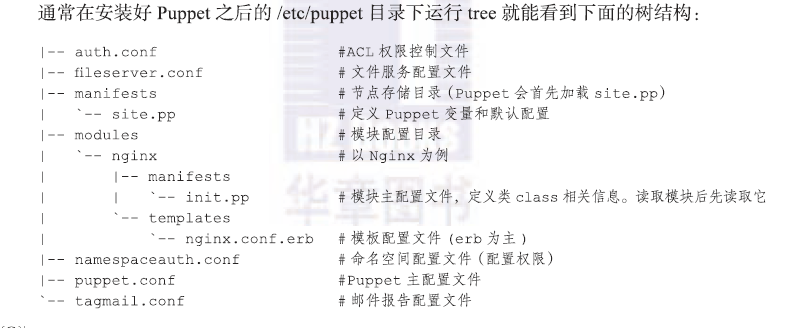 通常在安装好 Puppet 之后的 /etc/puppet 目录下运行 tree 就能看到下面的树结构：
|-- auth.conf #ACL 权限控制文件
|-- fileserver.conf # 文件服务配置文件
|-- manifests # 节点存储目录（Puppet 会首先加载 site.pp）
| `-- site.pp # 定义 Puppet 变量和默认配置
|-- modules # 模块配置目录
| `-- nginx # 以 Nginx 为例
| |-- manifests
| | `-- init.pp # 模块主配置文件，定义类 class 相关信息。读取模块后先读取它
| `-- templates
| `-- nginx.conf.erb # 模板配置文件 (erb 为主 )
|-- namespaceauth.conf # 命名空间配置文件（配置权限）
|-- puppet.conf #Puppet 主配置文件
`-- tagmail.conf # 邮件报告配置文件
华章图书